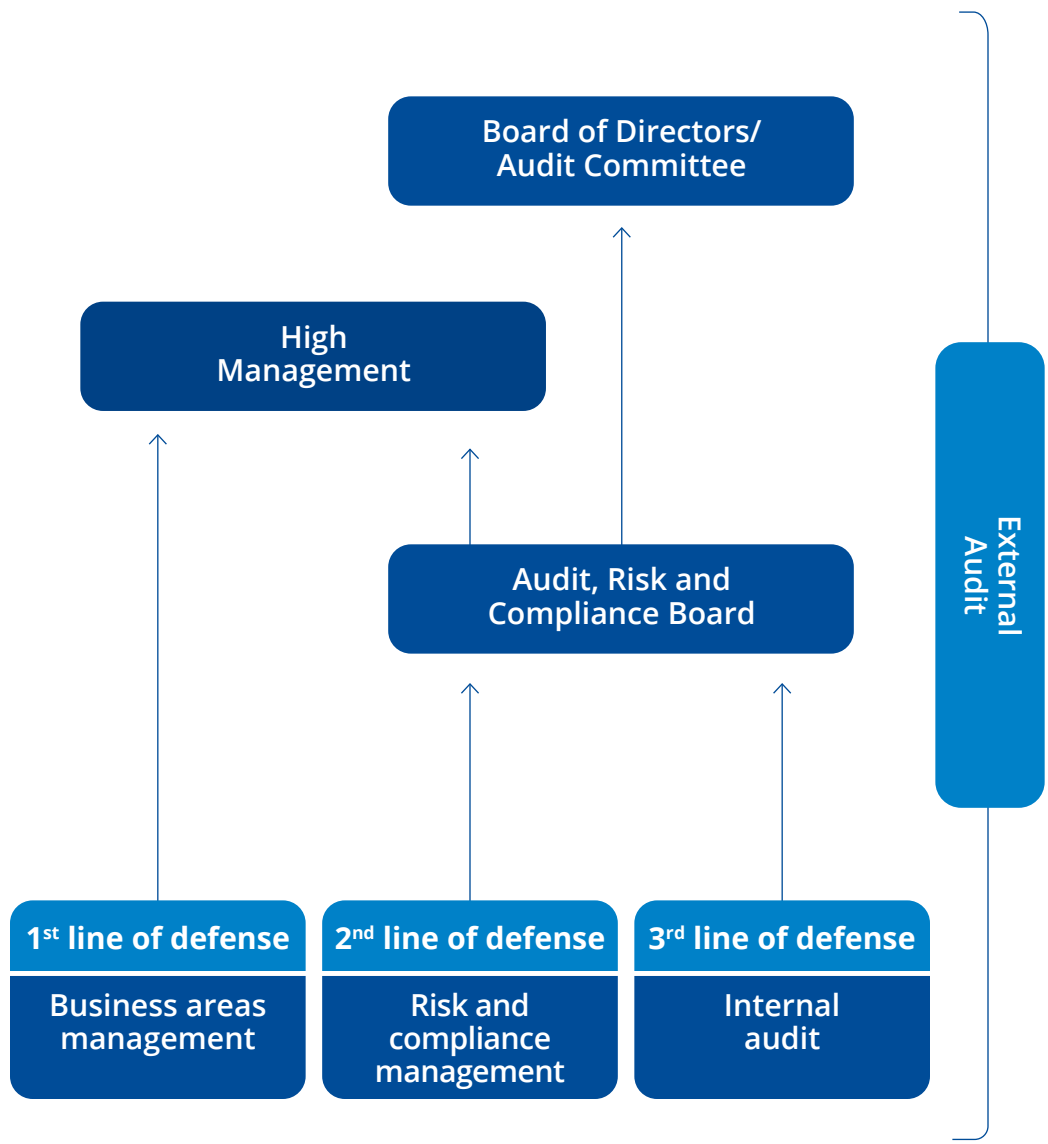 Board of Directors/
Audit Committee
High
Management
External
Audit
Audit, Risk and
Compliance Board
1st line of defense
Business areas
management
2nd line of defense
Risk and
compliance
management
3rd line of defense
Internal
audit